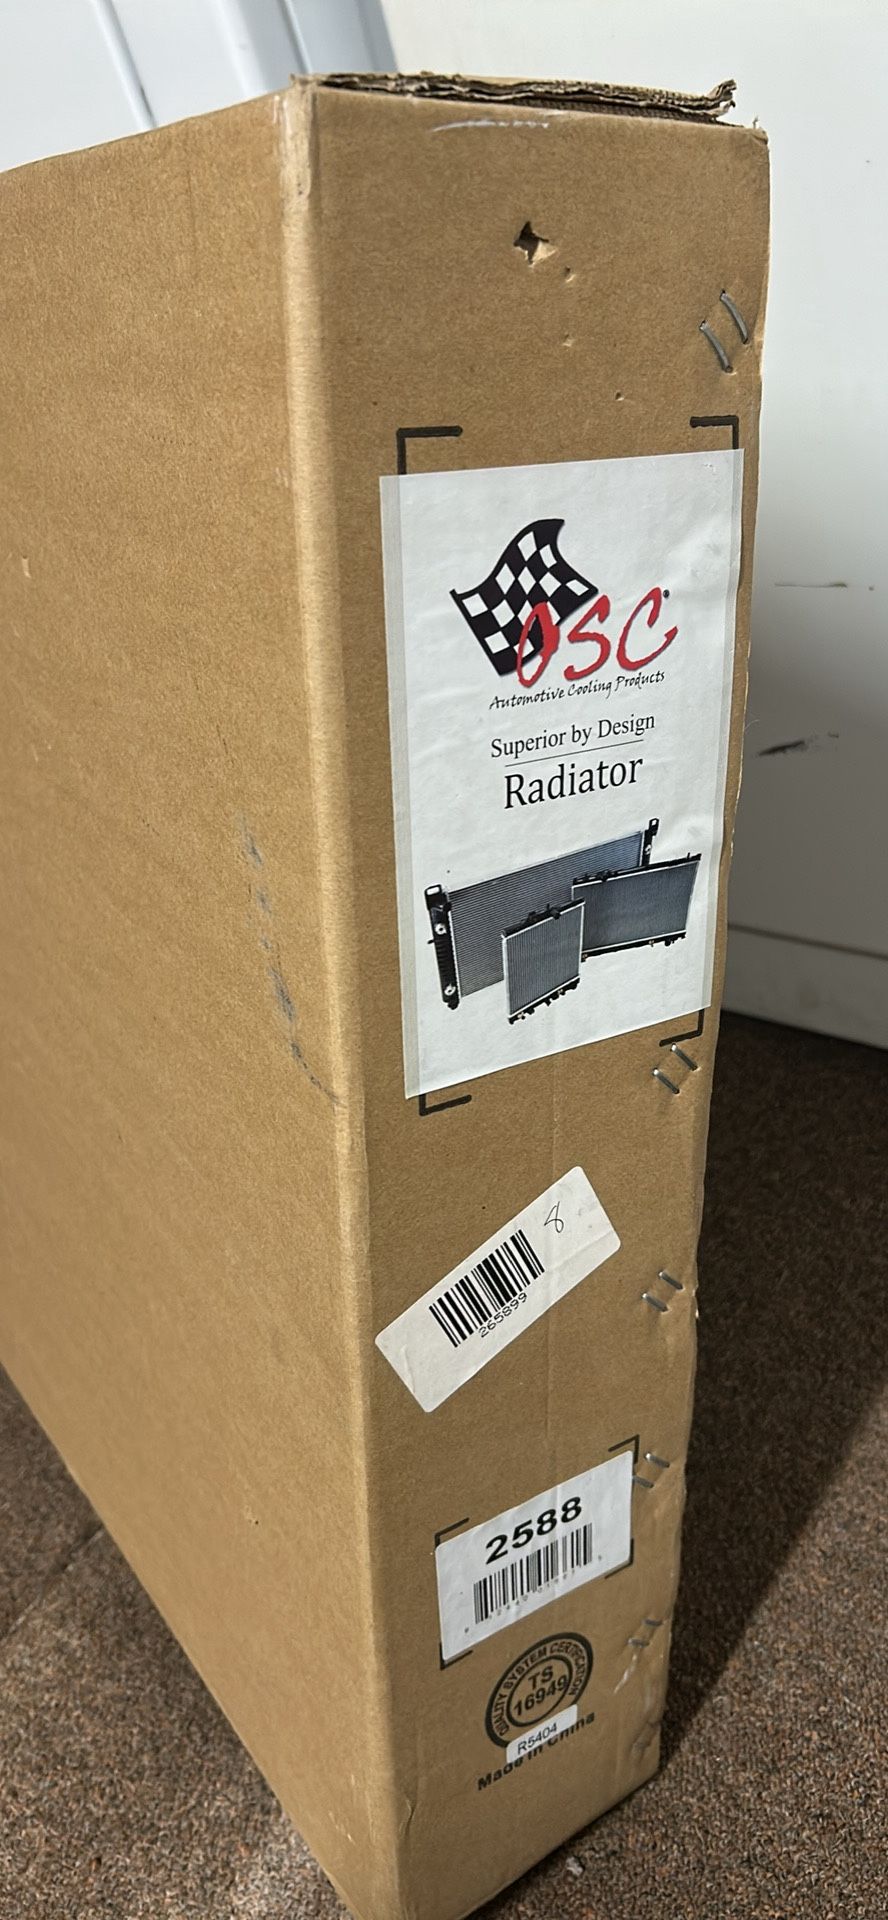 OSC®
Automotive Cooling Products
Superior by Design
Radiator
8
265899
2588
QUALITY SYSTEM CERTIFICATION
TS
16949
R5404
Made in China